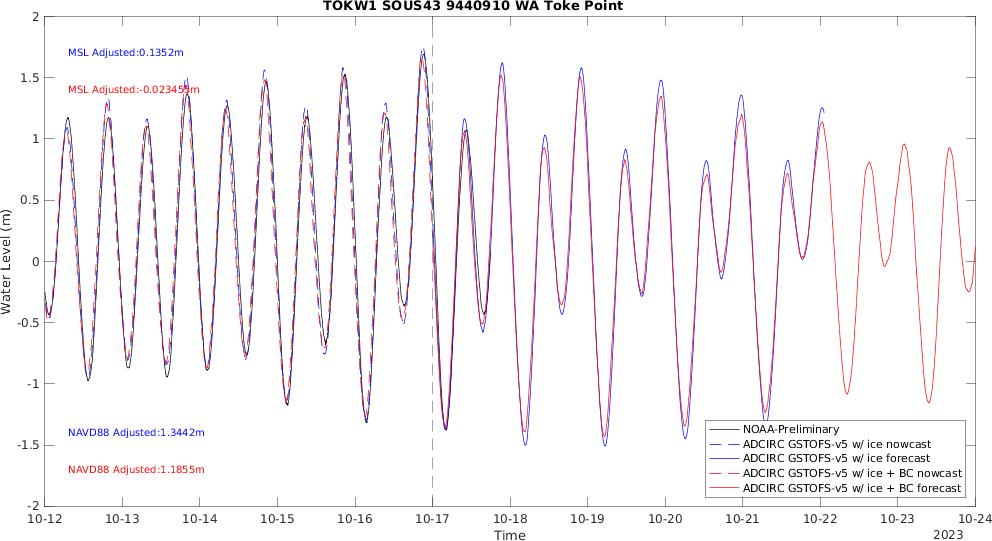 TOKW1 SOUS43 9440910 WA Toke Point
2
1.5
1
0.5
0
-0.5
-1
-1.5
-2
Water Level (m)
MSL Adjusted:0.1352m
MSL Adjusted:-0.023455m
NAVD88 Adjusted:1.3442m
NAVD88 Adjusted:1.1855m
NOAA-Preliminary
ADCIRC GSTOFS-v5 w/ ice nowcast
ADCIRC GSTOFS-v5 w/ ice forecast
ADCIRC GSTOFS-v5 w/ ice + BC nowcast
ADCIRC GSTOFS-v5 w/ ice + BC forecast
10-12 10-13 10-14 10-15 10-16 10-17 10-18 10-19 10-20 10-21 10-22 10-23 10-24
Time
2023